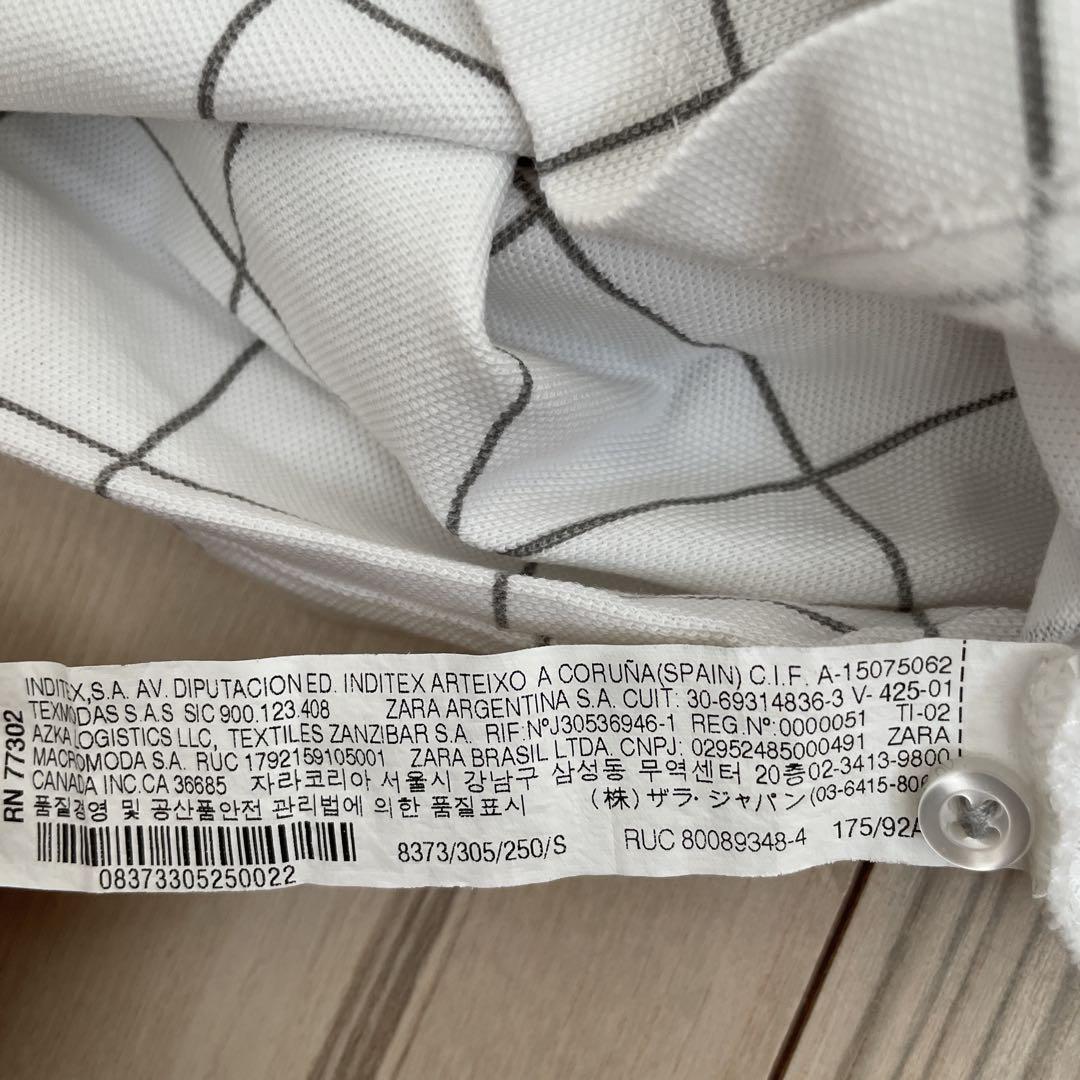 RN 77302
INDITEX,S.A. AV. DIPUTACION ED. INDITEX ARTEIXO A CORUÑA(SPAIN) C.I.F. A-15075062
TEXMODAS S.A.S SIC 900.123.408 ZARA ARGENTINA S.A. CUIT: 30-69314836-3 V- 425-01
AZKA LOGISTICS LLC, TEXTILES ZANZIBAR S.A. RIF:NºJ30536946-1 REG.Nº:0000051 TI-02
MACROMODA S.A. RUC 1792159105001 ZARA BRASIL LTDA. CNPJ: 02952485000491 ZARA
CANADA INC.CA 36685 자라코리아 서울시 강남구 삼성동 무역센터 20층02-3413-9800
품질경영 및 공산품안전 관리법에 의한 품질표시 (株)ザラ・ジャパン(03-6415-80
8373/305/250/S RUC 80089348-4 175/92A
08373305250022